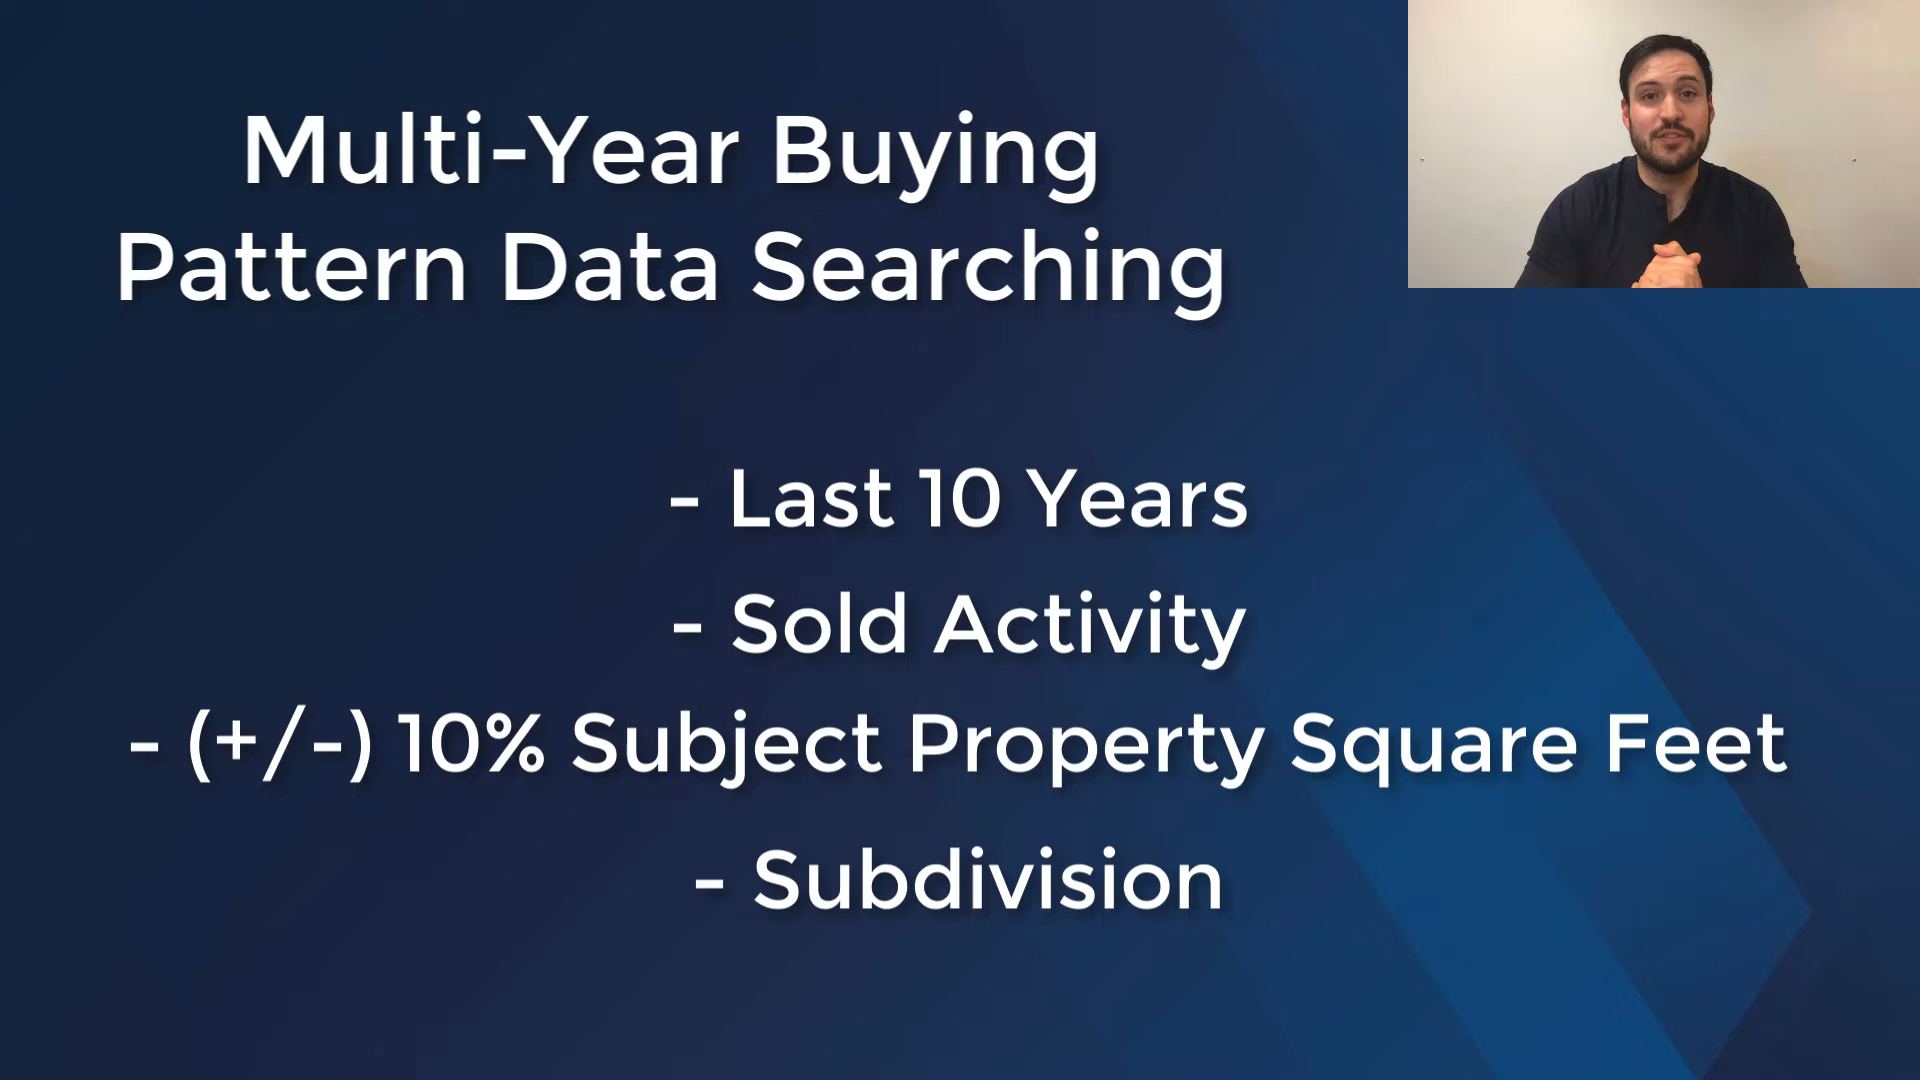 Multi-Year Buying
Pattern Data Searching
- Last 10 Years
- Sold Activity
- (+/-) 10% Subject Property Square Feet
- Subdivision